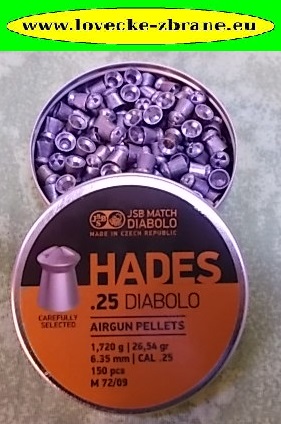 www.lovecke-zbrane.eu
JSB MATCH
DIABOLO
MADE IN CZECH REPUBLIC
HADES
.25 DIABOLO
CAREFULLY
SELECTED
AIRGUN PELLETS
1,720 g | 26,54 gr
6.35 mm | CAL .25
150 pcs
M 72/09